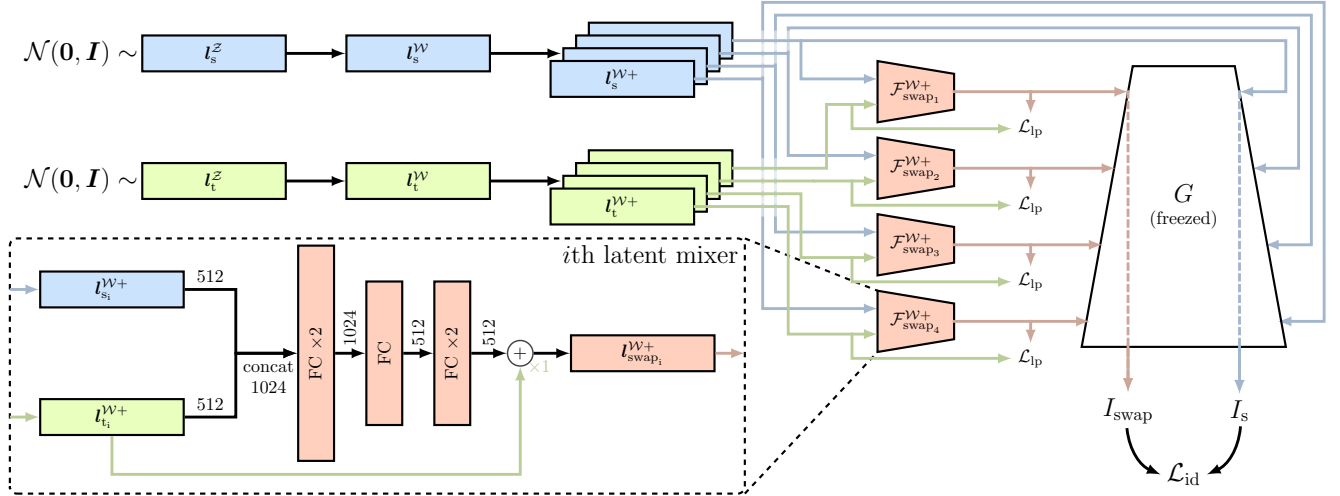 𝒩(0, I) ∼
l_s^𝒵
l_s^𝒲
l_s^{𝒲+}
𝒩(0, I) ∼
l_t^𝒵
l_t^𝒲
l_t^{𝒲+}
ℱ_{swap_1}^{𝒲+}
ℒ_lp
ℱ_{swap_2}^{𝒲+}
ℒ_lp
ℱ_{swap_3}^{𝒲+}
ℒ_lp
ℱ_{swap_4}^{𝒲+}
ℒ_lp
G
(freezed)
I_swap
I_s
ℒ_id
ith latent mixer
l_{s_i}^{𝒲+}
512
l_{t_i}^{𝒲+}
512
concat
1024
FC ×2
1024
FC
512
FC ×2
512
+
×1
l_{swap_i}^{𝒲+}